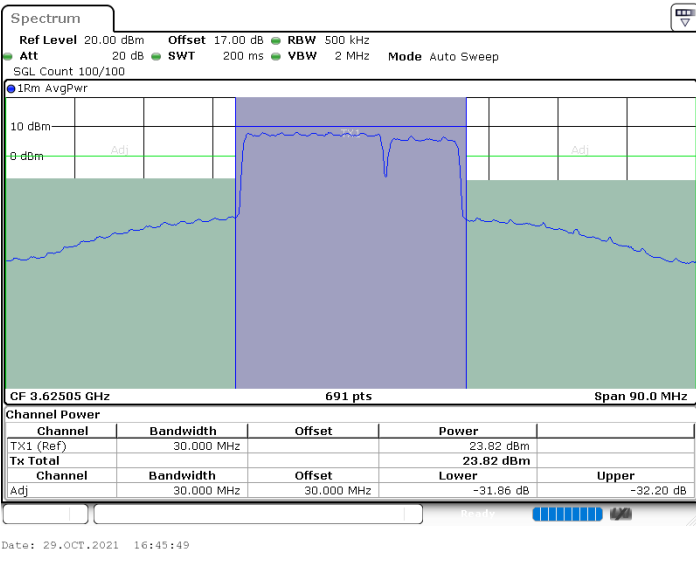 Spectrum
Ref Level 20.00 dBm Offset 17.00 dB RBW 500 kHz
Att 20 dB SWT 200 ms VBW 2 MHz Mode Auto Sweep
SGL Count 100/100
1Rm AvgPwr
10 dBm
TX1
Adj Adj
0 dBm
CF 3.62505 GHz 691 pts Span 90.0 MHz
Channel Power
Channel Bandwidth Offset Power
TX1 (Ref) 30.000 MHz 23.82 dBm
Tx Total 23.82 dBm
Channel Bandwidth Offset Lower Upper
Adj 30.000 MHz 30.000 MHz -31.86 dB -32.20 dB
Ready
Date: 29.OCT.2021 16:45:49